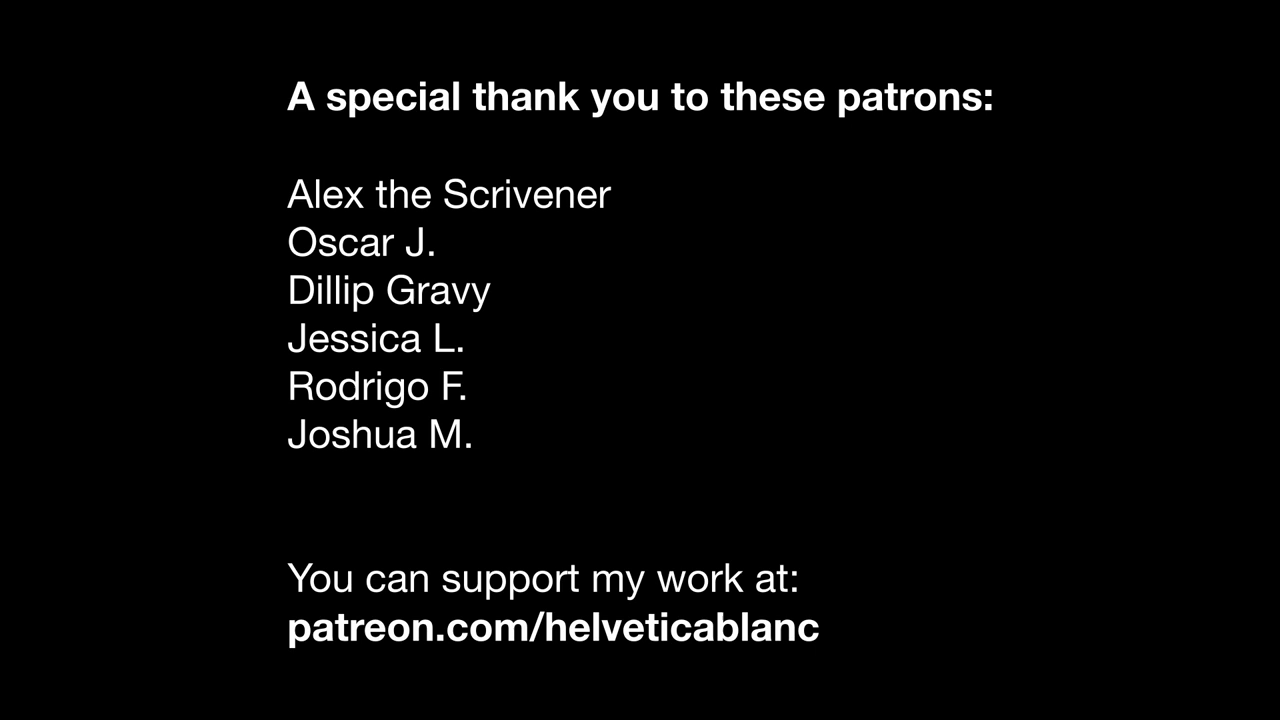 A special thank you to these patrons:
Alex the Scrivener
Oscar J.
Dillip Gravy
Jessica L.
Rodrigo F.
Joshua M.
You can support my work at:
patreon.com/helveticablanc